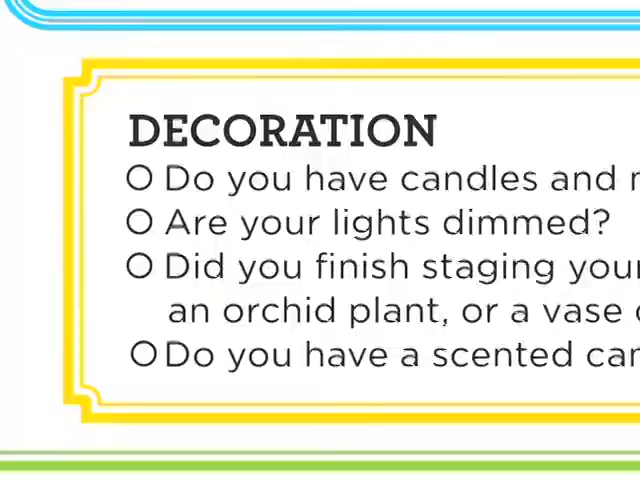 DECORATION
O Do you have candles and
O Are your lights dimmed?
O Did you finish staging your
an orchid plant, or a vase
O Do you have a scented